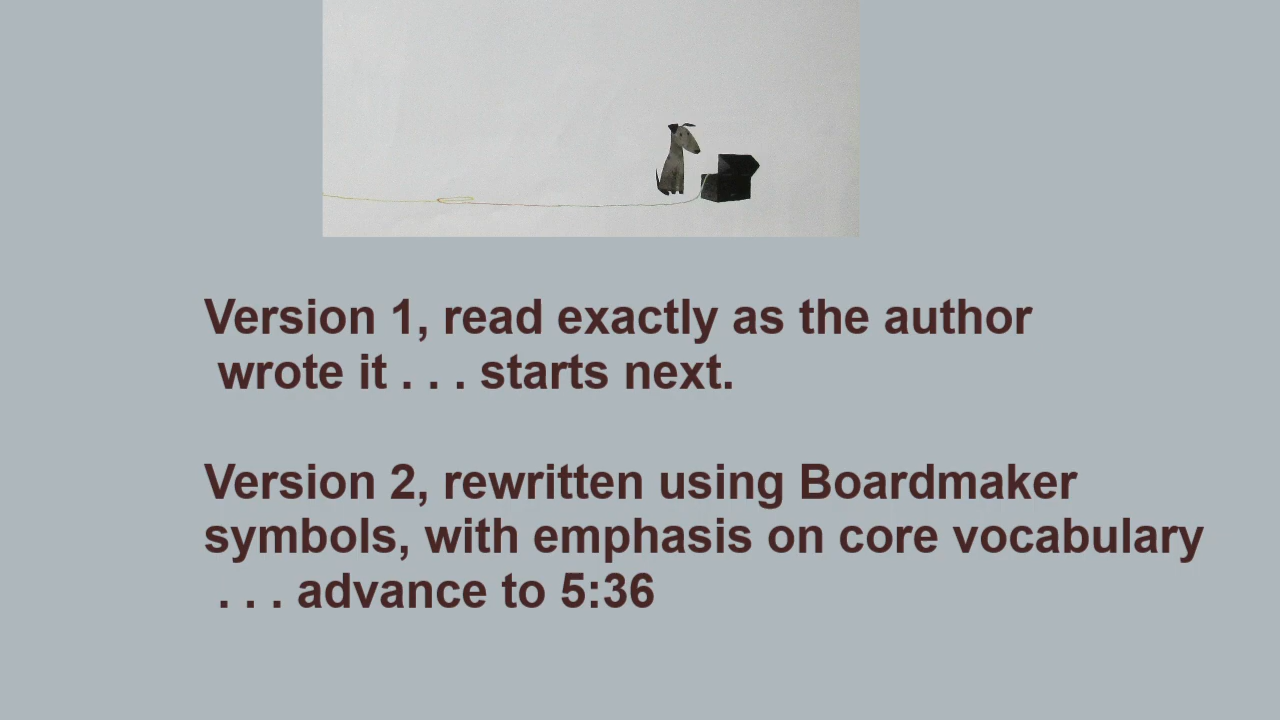 Version 1, read exactly as the author
wrote it . . . starts next.
Version 2, rewritten using Boardmaker
symbols, with emphasis on core vocabulary
. . . advance to 5:36